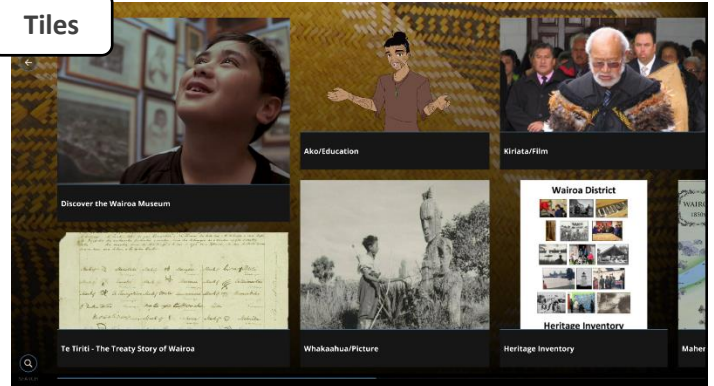 Tiles
Discover the Wairoa Museum
Ako/Education
Kiriata/Film
Te Tiriti - The Treaty Story of Wairoa
Whakaahua/Picture
Wairoa District
Heritage Inventory
Heritage Inventory
WAIRO
Maher